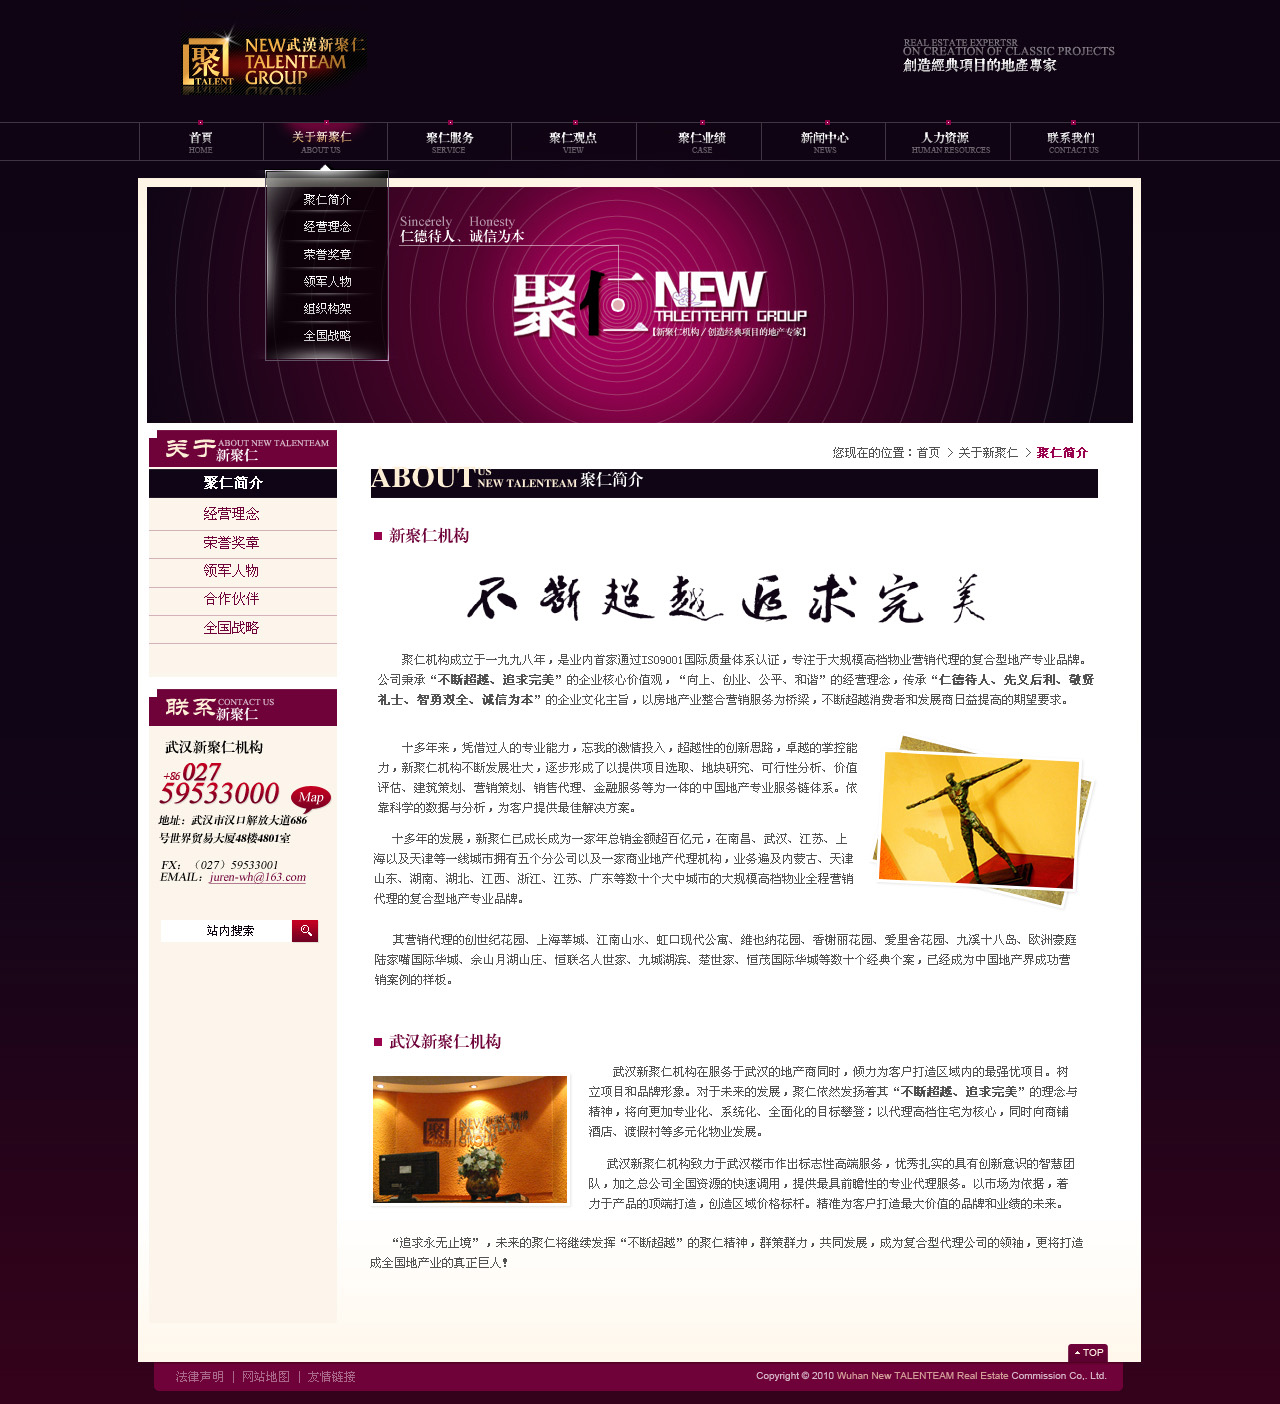 聚 TALENT
NEW武漢新聚仁
TALENTEAM
GROUP
REAL ESTATE EXPERTSR
ON CREATION OF CLASSIC PROJECTS
創造經典項目的地產專家
首頁 关于新聚仁 聚仁服务 聚仁观点 聚仁业绩 新闻中心 人力资源 联系我们
HOME ABOUT US SERVICE VIEW CASE NEWS HUMAN RESOURCES CONTACT US
聚仁简介
经营理念
荣誉奖章
领军人物
组织构架
全国战略
Sincerely Honesty
仁德待人、诚信为本
聚仁 NEW
TALENTEAM GROUP
【新聚仁机构/创造经典项目的地产专家】
关于 ABOUT NEW TALENTEAM
新聚仁
聚仁简介
经营理念
荣誉奖章
领军人物
合作伙伴
全国战略
联系 CONTACT US
新聚仁
武汉新聚仁机构
+86 027
59533000 Map
地址：武汉市汉口解放大道686
号世界贸易大厦48楼4801室
FX：（027）59533001
EMAIL：juren-wh@163.com
站内搜索
您现在的位置：首页 > 关于新聚仁 > 聚仁简介
ABOUT US NEW TALENTEAM 聚仁简介
新聚仁机构
不断超越 追求完美
聚仁机构成立于一九九八年，是业内首家通过ISO9001国际质量体系认证，专注于大规模高档物业营销代理的复合型地产专业品牌。
公司秉承“不断超越、追求完美”的企业核心价值观，“向上、创业、公平、和谐”的经营理念，传承“仁德待人、先义后利、敬贤
礼士、智勇双全、诚信为本”的企业文化主旨，以房地产业整合营销服务为桥梁，不断超越消费者和发展商日益提高的期望要求。
十多年来，凭借过人的专业能力，忘我的激情投入，超越性的创新思路，卓越的掌控能
力，新聚仁机构不断发展壮大，逐步形成了以提供项目选取、地块研究、可行性分析、价值
评估、建筑策划、营销策划、销售代理、金融服务等为一体的中国地产专业服务链体系。依
靠科学的数据与分析，为客户提供最佳解决方案。
十多年的发展，新聚仁已成长成为一家年总销金额超百亿元，在南昌、武汉、江苏、上
海以及天津等一线城市拥有五个分公司以及一家商业地产代理机构，业务遍及内蒙古、天津
山东、湖南、湖北、江西、浙江、江苏、广东等数十个大中城市的大规模高档物业全程营销
代理的复合型地产专业品牌。
其营销代理的创世纪花园、上海莘城、江南山水、虹口现代公寓、维也纳花园、香榭丽花园、爱里舍花园、九溪十八岛、欧洲豪庭
陆家嘴国际华城、佘山月湖山庄、恒联名人世家、九城湖滨、楚世家、恒茂国际华城等数十个经典个案，已经成为中国地产界成功营
销案例的样板。
武汉新聚仁机构
武汉新聚仁机构在服务于武汉的地产商同时，倾力为客户打造区域内的最强优项目。树
立项目和品牌形象。对于未来的发展，聚仁依然发扬着其“不断超越、追求完美”的理念与
精神，将向更加专业化、系统化、全面化的目标攀登；以代理高档住宅为核心，同时向商铺
酒店、渡假村等多元化物业发展。
武汉新聚仁机构致力于武汉楼市作出标志性高端服务，优秀扎实的具有创新意识的智慧团
队，加之总公司全国资源的快速调用，提供最具前瞻性的专业代理服务。以市场为依据，着
力于产品的顶端打造，创造区域价格标杆。精准为客户打造最大价值的品牌和业绩的未来。
“追求永无止境”，未来的聚仁将继续发挥“不断超越”的聚仁精神，群策群力，共同发展，成为复合型代理公司的领袖，更将打造
成全国地产业的真正巨人！
TOP
法律声明 | 网站地图 | 友情链接
Copyright © 2010 Wuhan New TALENTEAM Real Estate Commission Co,. Ltd.